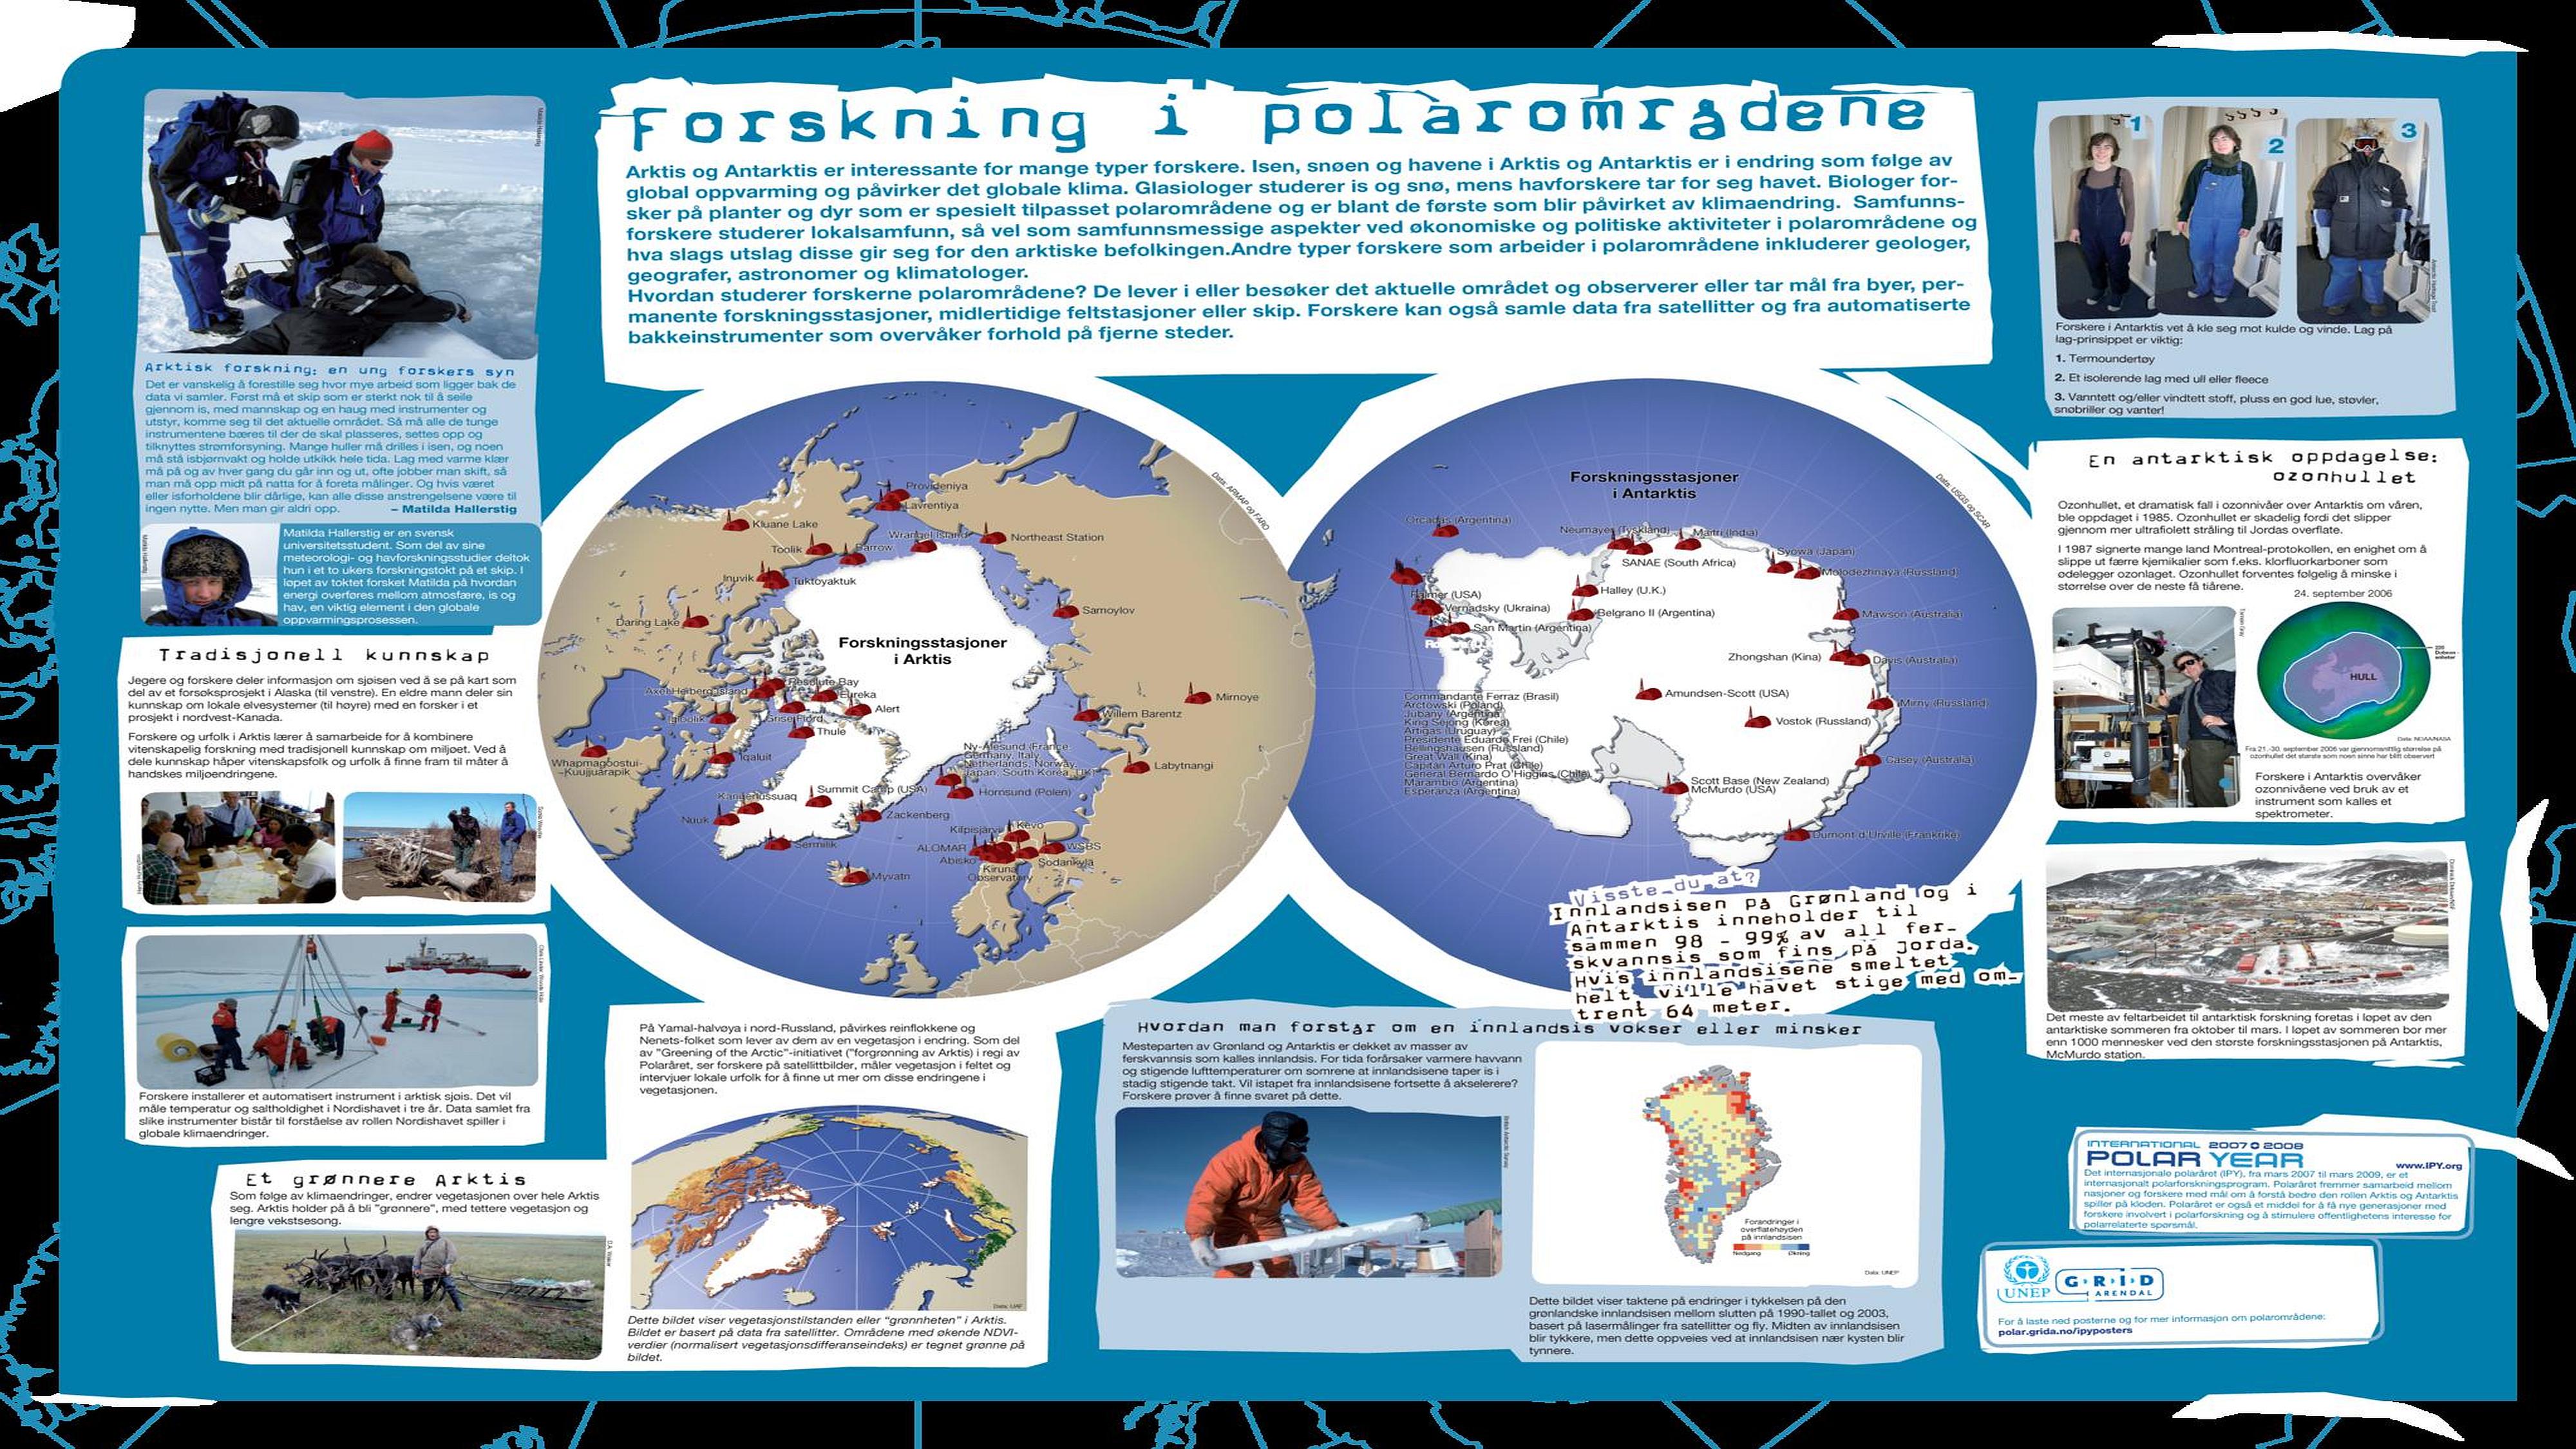 Forskning i polarområdene
Arktis og Antarktis er interessante for mange typer forskere. Isen, snøen og havene i Arktis og Antarktis er i endring som følge av
global oppvarming og påvirker det globale klima. Glasiologer studerer is og snø, mens havforskere tar for seg havet. Biologer for-
sker på planter og dyr som er spesielt tilpasset polarområdene og er blant de første som blir påvirket av klimaendring. Samfunns-
forskere studerer lokalsamfunn, så vel som samfunnsmessige aspekter ved økonomiske og politiske aktiviteter i polarområdene og
hva slags utslag disse gir seg for den arktiske befolkingen.Andre typer forskere som arbeider i polarområdene inkluderer geologer,
geografer, astronomer og klimatologer.
Hvordan studerer forskerne polarområdene? De lever i eller besøker det aktuelle området og observerer eller tar mål fra byer, per-
manente forskningsstasjoner, midlertidige feltstasjoner eller skip. Forskere kan også samle data fra satellitter og fra automatiserte
bakkeinstrumenter som overvåker forhold på fjerne steder.
Arktisk forskning: en ung forskers syn
Det er vanskelig å forestille seg hvor mye arbeid som ligger bak de
data vi samler. Først må et skip som er sterkt nok til å seile
gjennom is, med mannskap og en haug med instrumenter og
utstyr, komme seg til det aktuelle området. Så må alle de tunge
instrumentene bæres til der de skal plasseres, settes opp og
tilknyttes strømforsyning. Mange huller må drilles i isen, og noen
må stå isbjørnvakt og holde utkikk hele tida. Lag med varme klær
må på og av hver gang du går inn og ut, ofte jobber man skift, så
man må opp midt på natta for å foreta målinger. Og hvis været
eller isforholdene blir dårlige, kan alle disse anstrengelsene være til
ingen nytte. Men man gir aldri opp. – Matilda Hallerstig
Matilda Hallerstig er en svensk
universitetsstudent. Som del av sine
meteorologi- og havforskningsstudier deltok
hun i et to ukers forskningstokt på et skip. I
løpet av toktet forsket Matilda på hvordan
energi overføres mellom atmosfære, is og
hav, en viktig element i den globale
oppvarmingsprosessen.
Tradisjonell kunnskap
Jegere og forskere deler informasjon om sjøisen ved å se på kart som
del av et forsøksprosjekt i Alaska (til venstre). En eldre mann deler sin
kunnskap om lokale elvesystemer (til høyre) med en forsker i et
prosjekt i nordvest-Kanada.
Forskere og urfolk i Arktis lærer å samarbeide for å kombinere
vitenskapelig forskning med tradisjonell kunnskap om miljøet. Ved å
dele kunnskap håper vitenskapsfolk og urfolk å finne fram til måter å
handskes miljøendringene.
Forskere installerer et automatisert instrument i arktisk sjøis. Det vil
måle temperatur og saltholdighet i Nordishavet i tre år. Data samlet fra
slike instrumenter bistår til forståelse av rollen Nordishavet spiller i
globale klimaendringer.
Et grønnere Arktis
Som følge av klimaendringer, endrer vegetasjonen over hele Arktis
seg. Arktis holder på å bli "grønnere", med tettere vegetasjon og
lengre vekstsesong.
Forskningsstasjoner
i Arktis
Provideniya
Lavrentiya
Kluane Lake
Wrangel Island
Northeast Station
Toolik
Barrow
Inuvik
Tuktoyaktuk
Daring Lake
Samoylov
Resolute Bay
Axel Heiberg Island
Eureka
Mirnoye
Alert
Igloolik
Grise Fiord
Willem Barentz
Thule
Ny-Ålesund (France,
Germany, Italy,
Netherlands, Norway,
Japan, South Korea, UK)
Iqaluit
Whapmagoostui-
-Kuujjuarapik
Labytnangi
Summit Camp (USA)
Hornsund (Polen)
Kangerlussuaq
Zackenberg
Nuuk
Kilpisjärvi
Kevo
Sermilik
ALOMAR
WSBS
Abisko
Sodankylä
Kiruna
Observatory
Myvatn
Data: ARMAP og FARO
Forskningsstasjoner
i Antarktis
Orcadas (Argentina)
Neumayer (Tyskland)
Maitri (India)
SANAE (South Africa)
Syowa (Japan)
Molodezhnaya (Russland)
Halley (U.K.)
Palmer (USA)
Vernadsky (Ukraina)
Belgrano II (Argentina)
Mawson (Australia)
San Martin (Argentina)
Zhongshan (Kina)
Davis (Australia)
Amundsen-Scott (USA)
Mirny (Russland)
Vostok (Russland)
Commandante Ferraz (Brasil)
Arctowski (Poland)
Jubany (Argentina)
King Sejong (Korea)
Artigas (Uruguay)
Presidente Eduardo Frei (Chile)
Bellingshausen (Russland)
Great Wall (Kina)
Capitan Arturo Prat (Chile)
General Bernardo O'Higgins (Chile)
Marambio (Argentina)
Esperanza (Argentina)
Casey (Australia)
Scott Base (New Zealand)
McMurdo (USA)
Dumont d'Urville (Frankrike)
Data: USGS og SCAR
Visste du at?
Innlandsisen på Grønland og i
Antarktis inneholder til
sammen 98 - 99% av all fer-
skvannsis som fins på jorda.
Hvis innlandsisene smeltet
helt, ville havet stige med om-
trent 64 meter.
På Yamal-halvøya i nord-Russland, påvirkes reinflokkene og
Nenets-folket som lever av dem av en vegetasjon i endring. Som del
av "Greening of the Arctic"-initiativet ("forgrønning av Arktis) i regi av
Polaråret, ser forskere på satellittbilder, måler vegetasjon i feltet og
intervjuer lokale urfolk for å finne ut mer om disse endringene i
vegetasjonen.
Data: UAF
Dette bildet viser vegetasjonstilstanden eller "grønnheten" i Arktis.
Bildet er basert på data fra satellitter. Områdene med økende NDVI-
verdier (normalisert vegetasjonsdifferanseindeks) er tegnet grønne på
bildet.
Hvordan man forstår om en innlandsis vokser eller minsker
Mesteparten av Grønland og Antarktis er dekket av masser av
ferskvannsis som kalles innlandsis. For tida forårsaker varmere havvann
og stigende lufttemperaturer om somrene at innlandsisene taper is i
stadig stigende takt. Vil istapet fra innlandsisene fortsette å akselerere?
Forskere prøver å finne svaret på dette.
Forandringer i
overflatehøyden
på innlandsisen
Nedgang Økning
Data: UNEP
Dette bildet viser taktene på endringer i tykkelsen på den
grønlandske innlandsisen mellom slutten på 1990-tallet og 2003,
basert på lasermålinger fra satellitter og fly. Midten av innlandsisen
blir tykkere, men dette oppveies ved at innlandsisen nær kysten blir
tynnere.
1
2
3
Forskere i Antarktis vet å kle seg mot kulde og vinde. Lag på
lag-prinsippet er viktig:
1. Termoundertøy
2. Et isolerende lag med ull eller fleece
3. Vanntett og/eller vindtett stoff, pluss en god lue, støvler,
snøbriller og vanter!
En antarktisk oppdagelse:
ozonhullet
Ozonhullet, et dramatisk fall i ozonnivåer over Antarktis om våren,
ble oppdaget i 1985. Ozonhullet er skadelig fordi det slipper
gjennom mer ultrafiolett stråling til Jordas overflate.
I 1987 signerte mange land Montreal-protokollen, en enighet om å
slippe ut færre kjemikalier som f.eks. klorfluorkarboner som
ødelegger ozonlaget. Ozonhullet forventes følgelig å minske i
størrelse over de neste få tiårene.
24. september 2006
HULL
220
Dobson -
enheter
Data: NOAA/NASA
Fra 21.-30. september 2006 var gjennomsnittlig størrelse på
ozonhullet det største som noen sinne har blitt observert
Forskere i Antarktis overvåker
ozonnivåene ved bruk av et
instrument som kalles et
spektrometer.
Det meste av feltarbeidet til antarktisk forskning foretas i løpet av den
antarktiske sommeren fra oktober til mars. I løpet av sommeren bor mer
enn 1000 mennesker ved den største forskningsstasjonen på Antarktis,
McMurdo station.
INTERNATIONAL 2007 2008
POLAR YEAR
www.IPY.org
Det internasjonale polaråret (IPY), fra mars 2007 til mars 2009, er et
internasjonalt polarforskningsprogram. Polaråret fremmer samarbeid mellom
nasjoner og forskere med mål om å forstå bedre den rollen Arktis og Antarktis
spiller på kloden. Polaråret er også et middel for å få nye generasjoner med
forskere involvert i polarforskning og å stimulere offentlighetens interesse for
polarrelaterte spørsmål.
UNEP
GRID
ARENDAL
For å laste ned posterne og for mer informasjon om polarområdene:
polar.grida.no/ipyposters